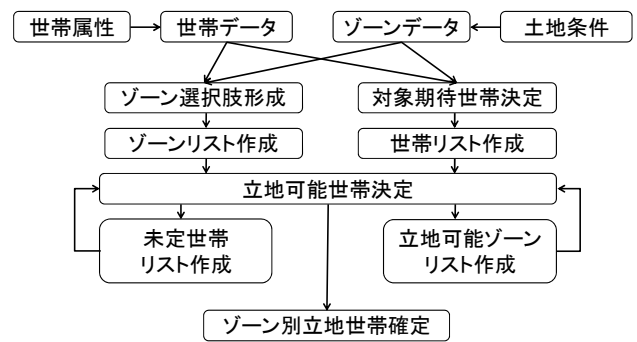 世帯属性
世帯データ
ゾーンデータ
土地条件
ゾーン選択肢形成
対象期待世帯決定
ゾーンリスト作成
世帯リスト作成
立地可能世帯決定
未定世帯
リスト作成
立地可能ゾーン
リスト作成
ゾーン別立地世帯確定